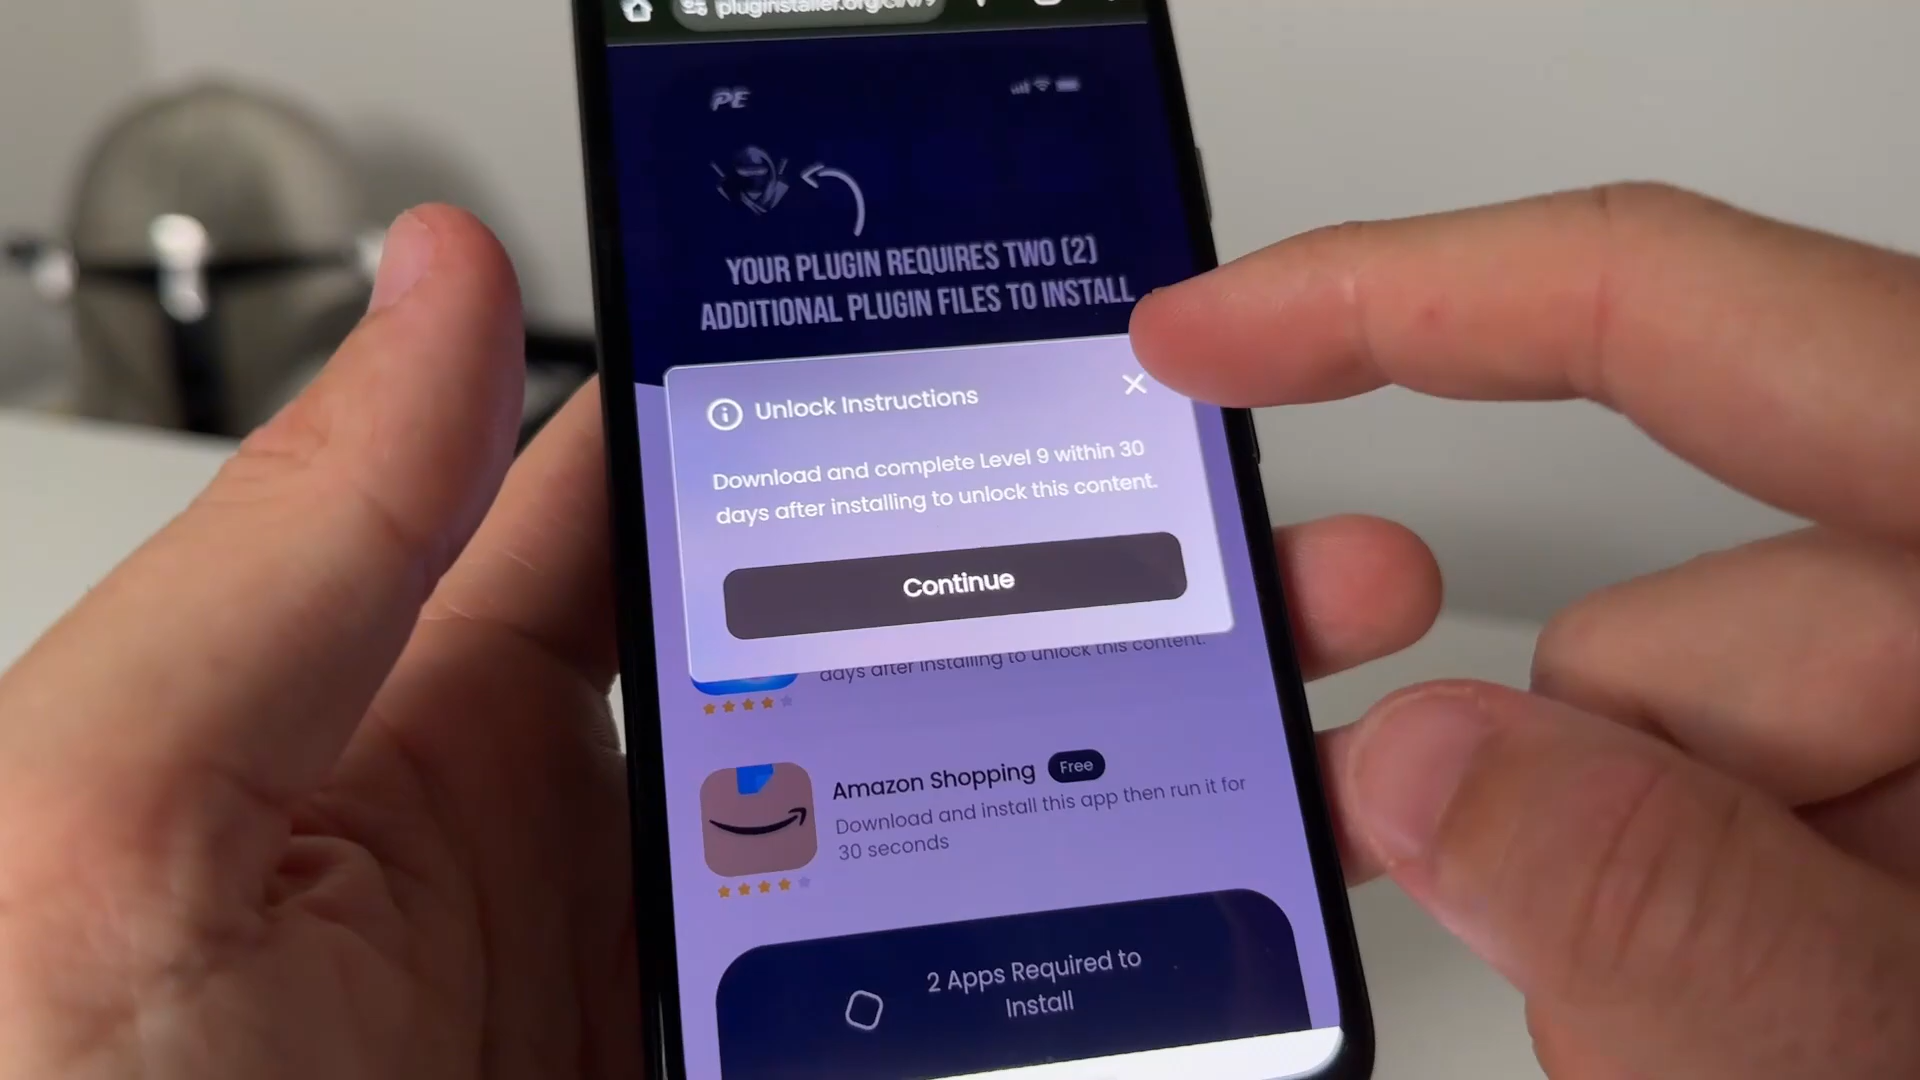 PE
YOUR PLUGIN REQUIRES TWO (2)
ADDITIONAL PLUGIN FILES TO INSTALL
Unlock Instructions
Download and complete Level 9 within 30
days after installing to unlock this content.
Continue
days after installing to unlock this content.
Amazon Shopping Free
Download and install this app then run it for
30 seconds
2 Apps Required to
Install